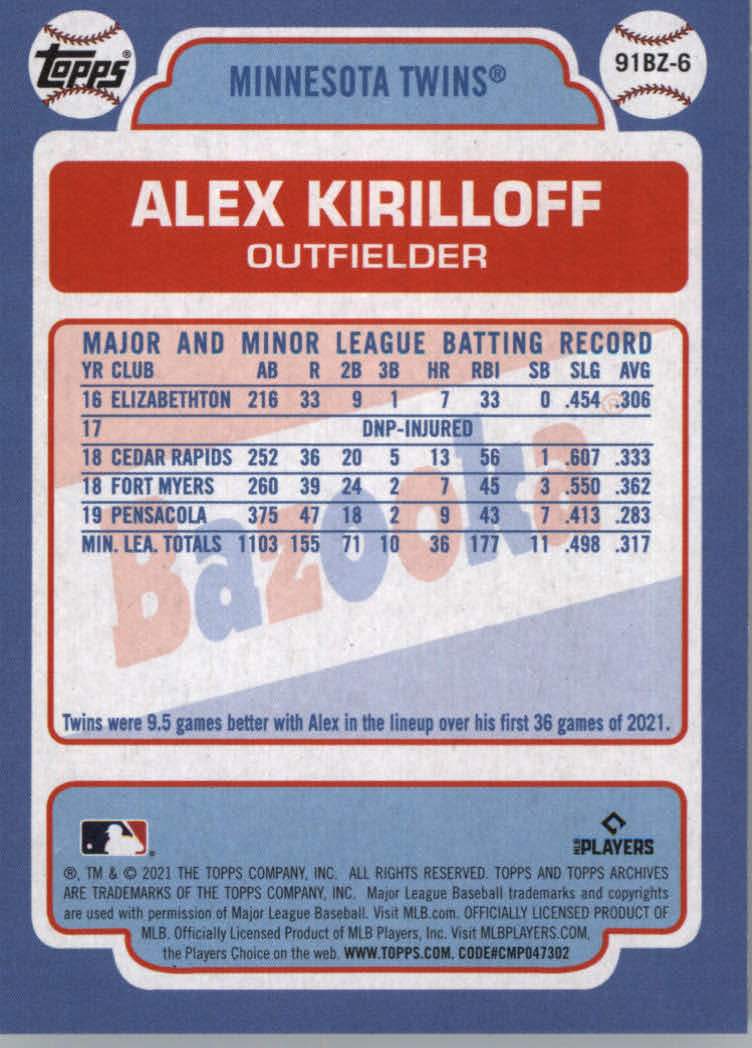 Topps®
91BZ-6
MINNESOTA TWINS®
ALEX KIRILLOFF
OUTFIELDER
MAJOR AND MINOR LEAGUE BATTING RECORD
YR CLUB AB R 2B 3B HR RBI SB SLG AVG
16 ELIZABETHTON 216 33 9 1 7 33 0 .454 .306
17 DNP-INJURED
18 CEDAR RAPIDS 252 36 20 5 13 56 1 .607 .333
18 FORT MYERS 260 39 24 2 7 45 3 .550 .362
19 PENSACOLA 375 47 18 2 9 43 7 .413 .283
MIN. LEA. TOTALS 1103 155 71 10 36 177 11 .498 .317
Bazooka®
Twins were 9.5 games better with Alex in the lineup over his first 36 games of 2021.
MLB PLAYERS
®, TM & © 2021 THE TOPPS COMPANY, INC. ALL RIGHTS RESERVED. TOPPS AND TOPPS ARCHIVES
ARE TRADEMARKS OF THE TOPPS COMPANY, INC. Major League Baseball trademarks and copyrights
are used with permission of Major League Baseball. Visit MLB.com. OFFICIALLY LICENSED PRODUCT OF
MLB. Officially Licensed Product of MLB Players, Inc. Visit MLBPLAYERS.COM,
the Players Choice on the web. WWW.TOPPS.COM. CODE#CMP047302